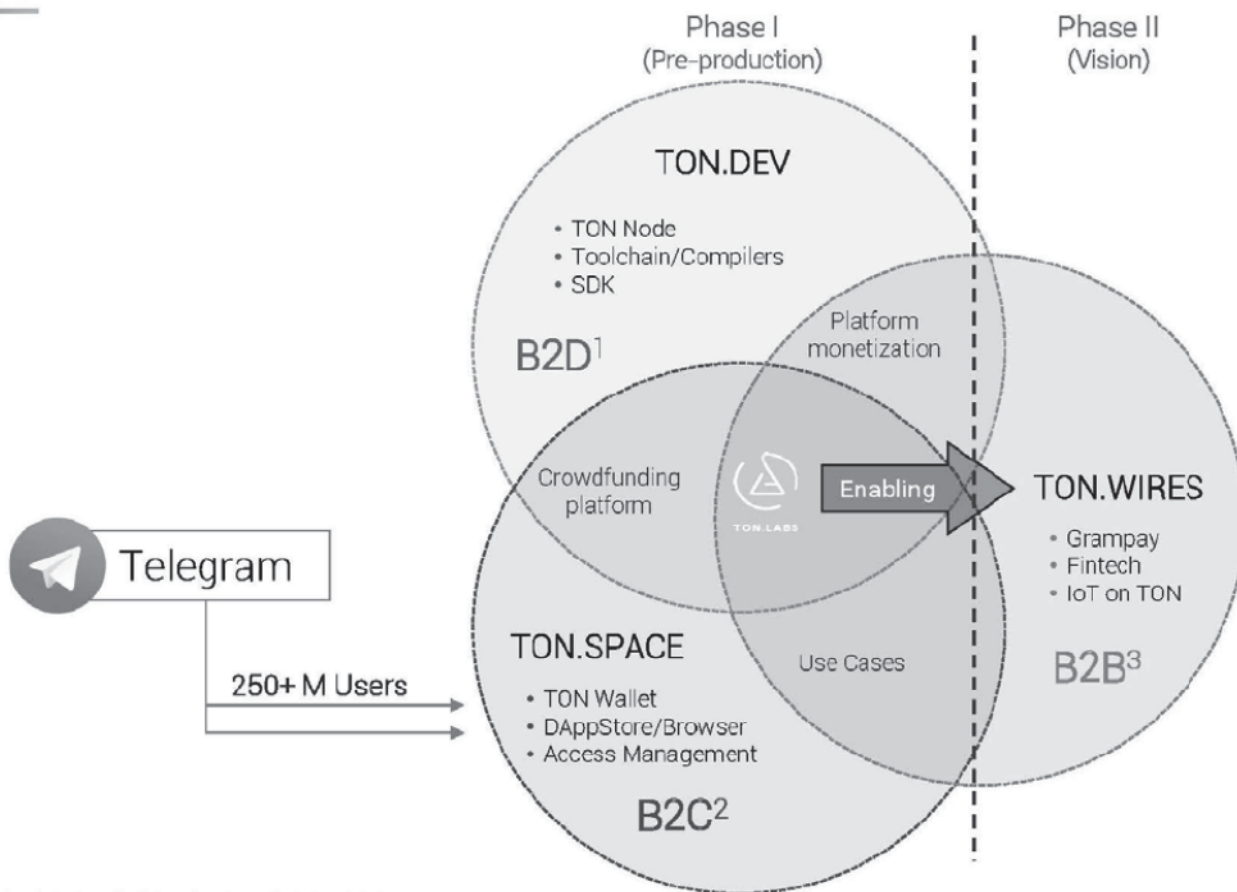 Phase I
(Pre-production)
Phase II
(Vision)
TON.DEV
• TON Node
• Toolchain/Compilers
• SDK
B2D¹
Platform
monetization
Crowdfunding
platform
TON.LABS
Enabling
TON.WIRES
• Grampay
• Fintech
• IoT on TON
B2B³
Telegram
250+ M Users
TON.SPACE
• TON Wallet
• DAppStore/Browser
• Access Management
B2C²
Use Cases